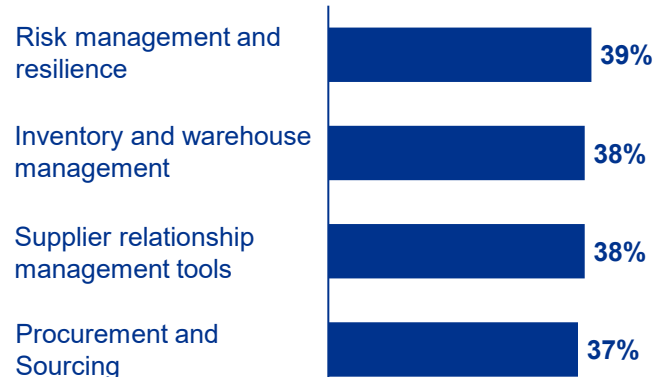 Risk management and
resilience
39%
Inventory and warehouse
management
38%
Supplier relationship
management tools
38%
Procurement and
Sourcing
37%